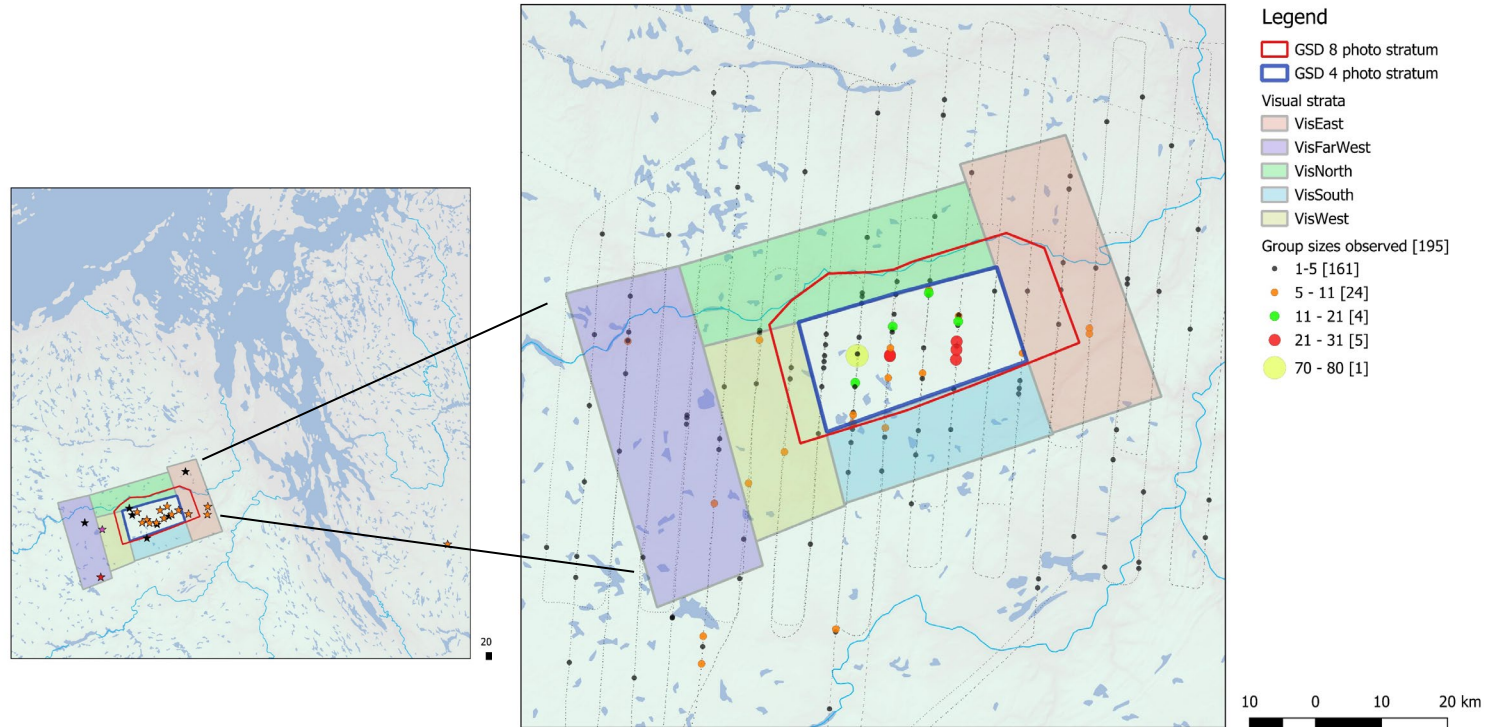 Legend
GSD 8 photo stratum
GSD 4 photo stratum
Visual strata
VisEast
VisFarWest
VisNorth
VisSouth
VisWest
Group sizes observed [195]
1-5 [161]
5 - 11 [24]
11 - 21 [4]
21 - 31 [5]
70 - 80 [1]
20
10 0 10 20 km